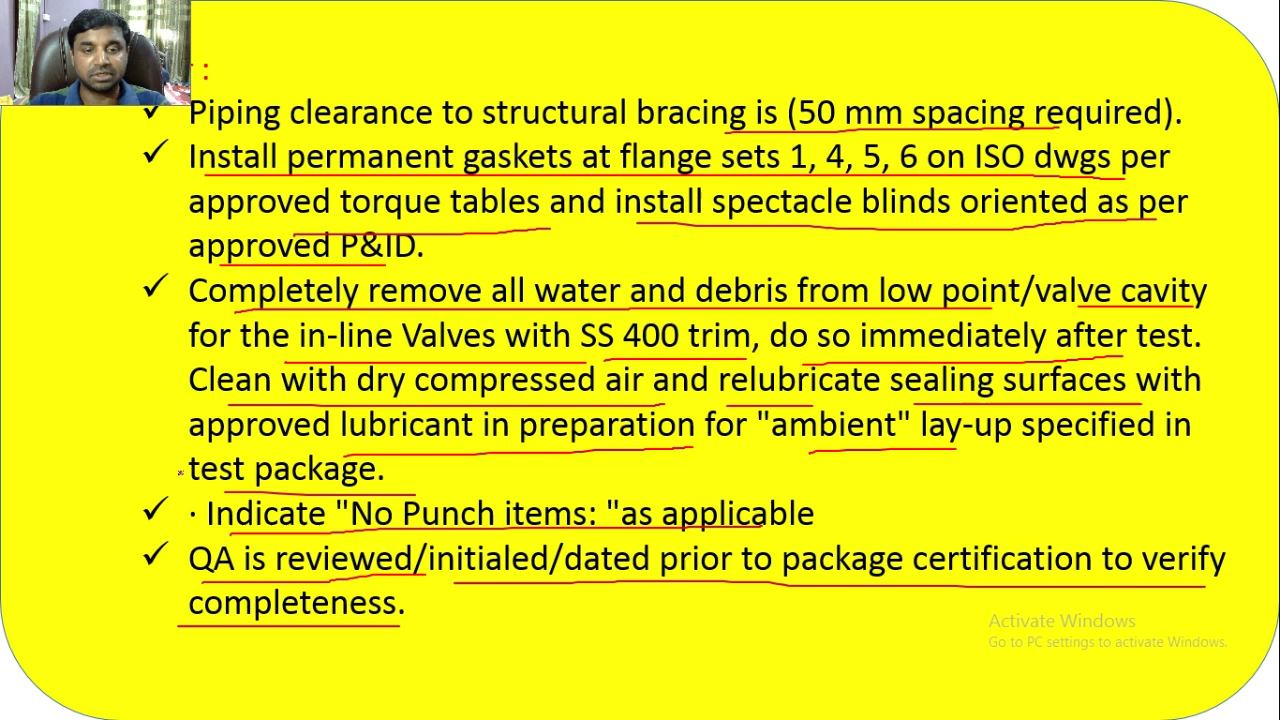 :
✓ Piping clearance to structural bracing is (50 mm spacing required).
✓ Install permanent gaskets at flange sets 1, 4, 5, 6 on ISO dwgs per
approved torque tables and install spectacle blinds oriented as per
approved P&ID.
✓ Completely remove all water and debris from low point/valve cavity
for the in-line Valves with SS 400 trim, do so immediately after test.
Clean with dry compressed air and relubricate sealing surfaces with
approved lubricant in preparation for "ambient" lay-up specified in
test package.
✓ · Indicate "No Punch items: "as applicable
✓ QA is reviewed/initialed/dated prior to package certification to verify
completeness.
Activate Windows
Go to PC settings to activate Windows.